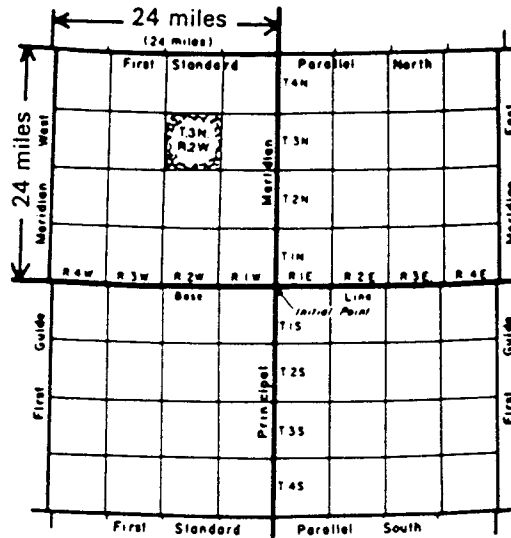 24 miles
(24 miles)
First Standard Parallel North
T4N
24 miles
Meridian West
T.3N.
R.2W
Meridian
T3N
East
T2N
Meridian
T1N
R4W R3W R2W R1W R1E R2E R3E R4E
Base Line
Initial Point
First Guide
T1S
Guide
T2S
Principal
First
T3S
T4S
First Standard Parallel South